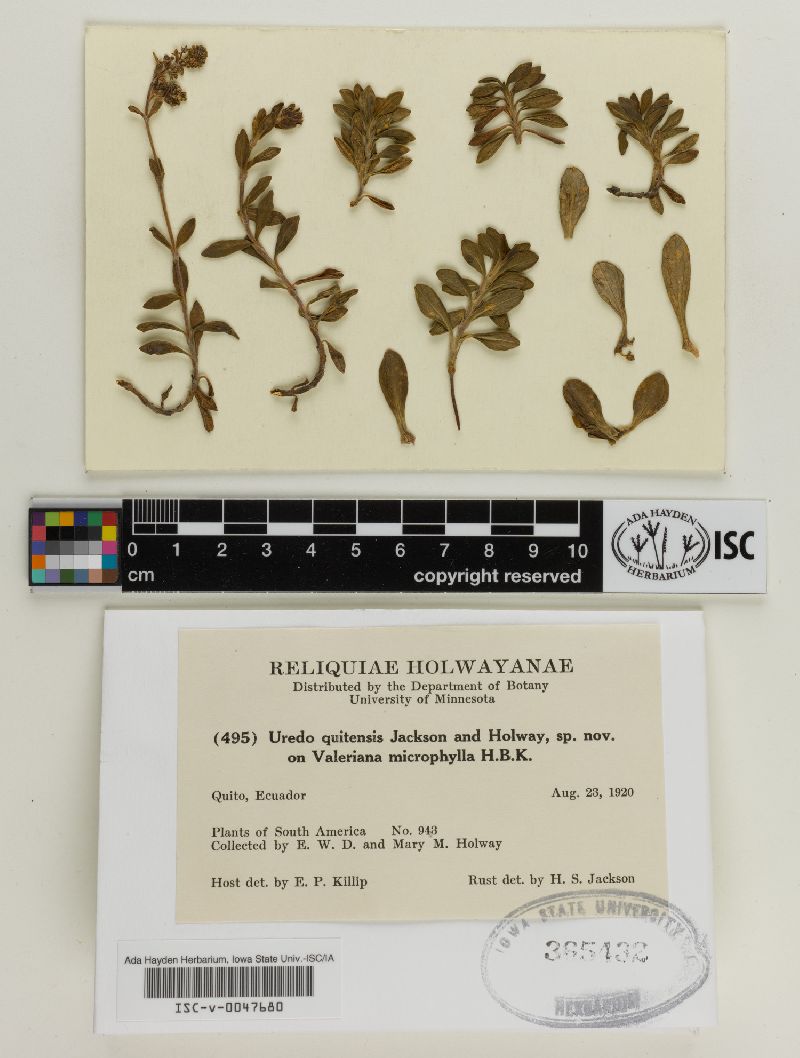 0 1 2 3 4 5 6 7 8 9 10
cm
copyright reserved
ADA HAYDEN
HERBARIUM
ISC
RELIQUIAE HOLWAYANAE
Distributed by the Department of Botany
University of Minnesota
(495) Uredo quitensis Jackson and Holway, sp. nov.
on Valeriana microphylla H.B.K.
Quito, Ecuador Aug. 23, 1920
Plants of South America No. 943
Collected by E. W. D. and Mary M. Holway
Host det. by E. P. Killip Rust det. by H. S. Jackson
IOWA STATE UNIVERSITY
365432
HERBARIUM
Ada Hayden Herbarium, Iowa State Univ.-ISC/IA
ISC-v-0047680